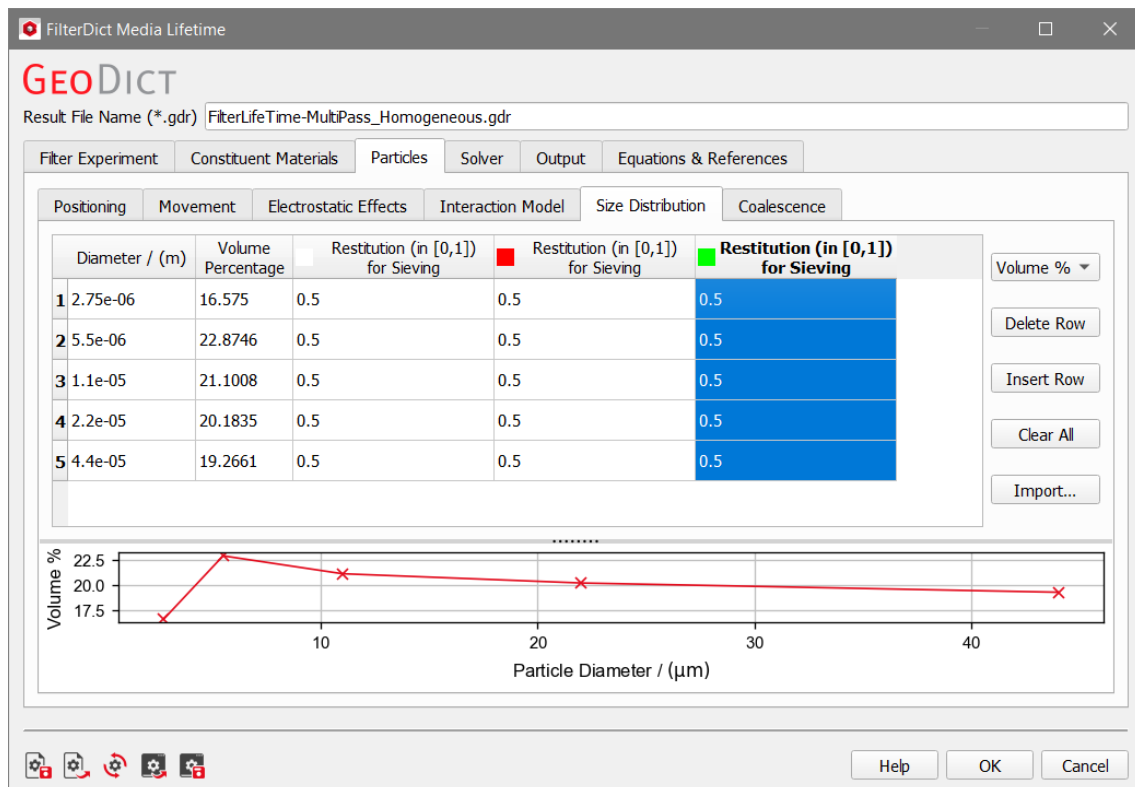 FilterDict Media Lifetime
GEODICT
Result File Name (*.gdr) FilterLifeTime-MultiPass_Homogeneous.gdr
Filter Experiment Constituent Materials Particles Solver Output Equations & References
Positioning Movement Electrostatic Effects Interaction Model Size Distribution Coalescence
Diameter / (m) Volume Percentage Restitution (in [0,1]) for Sieving Restitution (in [0,1]) for Sieving Restitution (in [0,1]) for Sieving
Volume %
1 2.75e-06 16.575 0.5 0.5 0.5
Delete Row
2 5.5e-06 22.8746 0.5 0.5 0.5
3 1.1e-05 21.1008 0.5 0.5 0.5
Insert Row
4 2.2e-05 20.1835 0.5 0.5 0.5
Clear All
5 4.4e-05 19.2661 0.5 0.5 0.5
Import...
Volume %
22.5
20.0
17.5
10 20 30 40
Particle Diameter / (μm)
Help OK Cancel